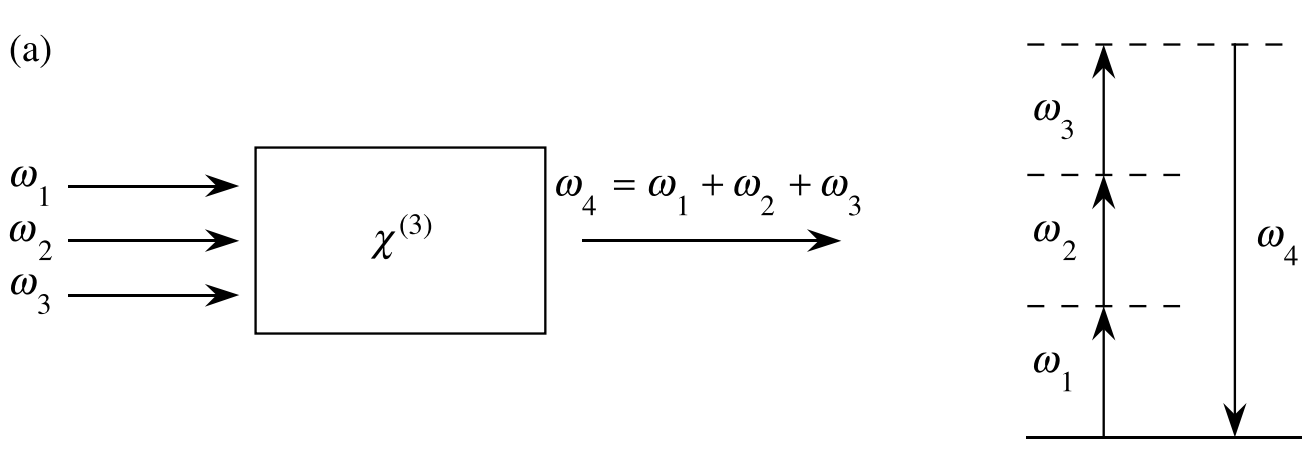 (a)
ω₁
ω₂
ω₃
χ⁽³⁾
ω₄ = ω₁ + ω₂ + ω₃
ω₃
ω₂
ω₁
ω₄